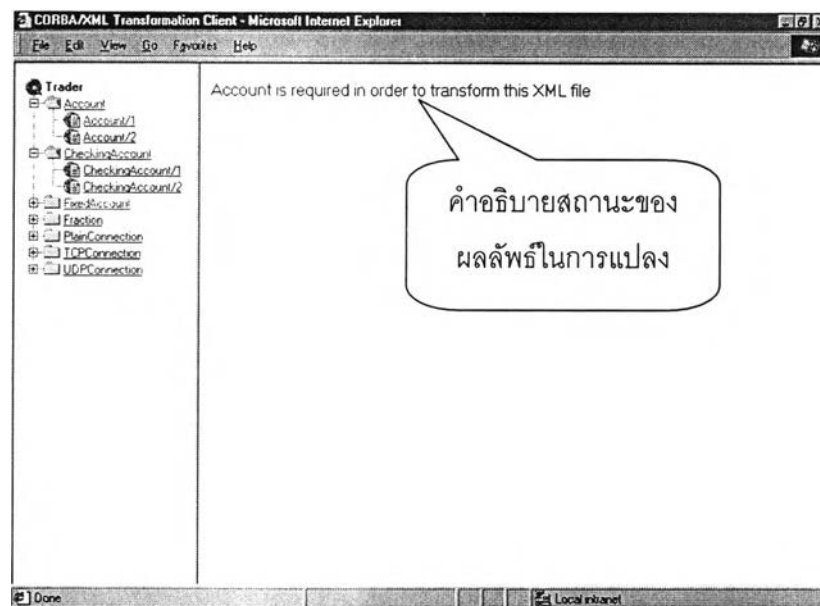 CORBA/XML Transformation Client - Microsoft Internet Explorer
File Edit View Go Favorites Help
Trader
Account
Account/1
Account/2
CheckingAccount
CheckingAccount/1
CheckingAccount/2
FixedAccount
Fraction
PlainConnection
TCPConnection
UDPConnection
Account is required in order to transform this XML file
คำอธิบายสถานะของ
ผลลัพธ์ในการแปลง
Done
Local intranet